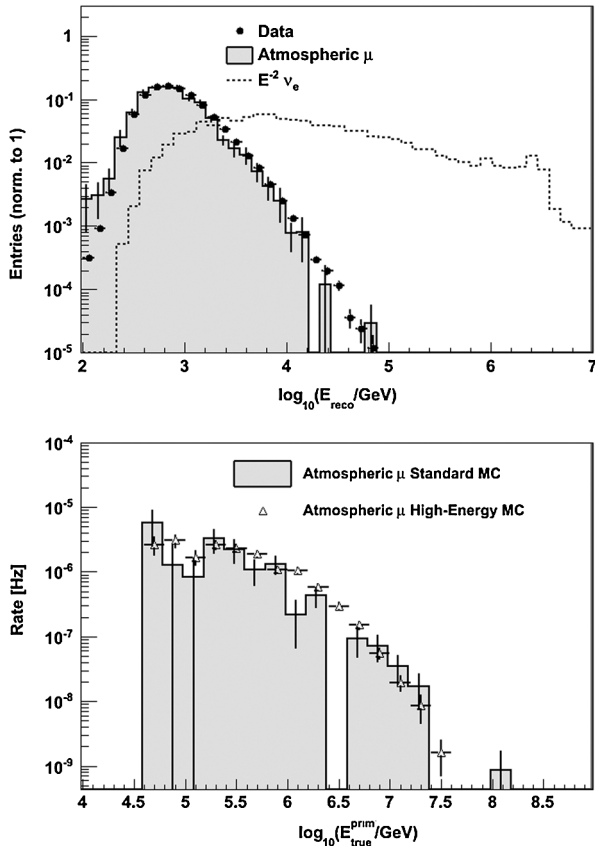 1
10-1
10-2
10-3
10-4
10-5
Entries (norm. to 1)
Data
Atmospheric μ
E-2 νe
2 3 4 5 6 7
log10(Ereco/GeV)
10-4
10-5
10-6
10-7
10-8
10-9
Rate [Hz]
Atmospheric μ Standard MC
Atmospheric μ High-Energy MC
4 4.5 5 5.5 6 6.5 7 7.5 8 8.5
log10(Eprimtrue/GeV)